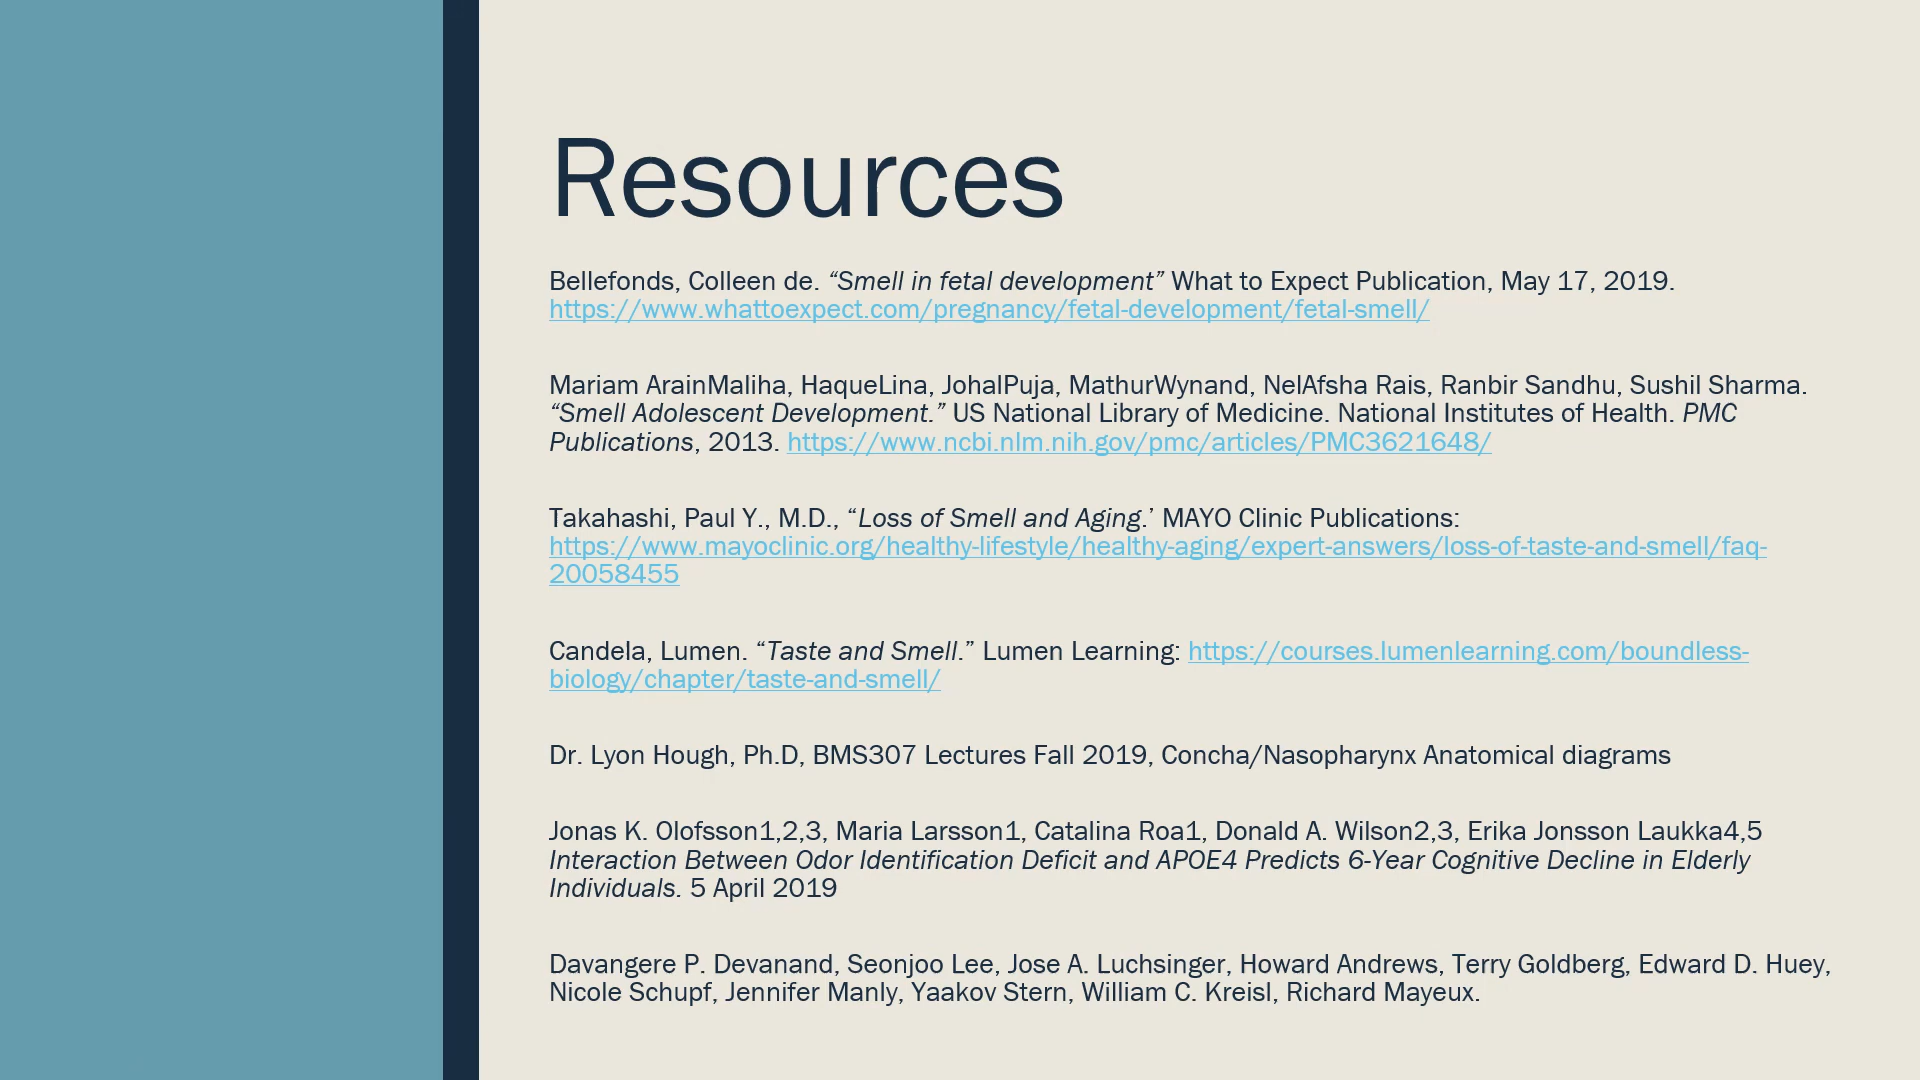 Resources
Bellefonds, Colleen de. “Smell in fetal development” What to Expect Publication, May 17, 2019.
https://www.whattoexpect.com/pregnancy/fetal-development/fetal-smell/
Mariam ArainMaliha, HaqueLina, JohalPuja, MathurWynand, NelAfsha Rais, Ranbir Sandhu, Sushil Sharma.
“Smell Adolescent Development.” US National Library of Medicine. National Institutes of Health. PMC
Publications, 2013. https://www.ncbi.nlm.nih.gov/pmc/articles/PMC3621648/
Takahashi, Paul Y., M.D., “Loss of Smell and Aging.’ MAYO Clinic Publications:
https://www.mayoclinic.org/healthy-lifestyle/healthy-aging/expert-answers/loss-of-taste-and-smell/faq-
20058455
Candela, Lumen. “Taste and Smell.” Lumen Learning: https://courses.lumenlearning.com/boundless-
biology/chapter/taste-and-smell/
Dr. Lyon Hough, Ph.D, BMS307 Lectures Fall 2019, Concha/Nasopharynx Anatomical diagrams
Jonas K. Olofsson1,2,3, Maria Larsson1, Catalina Roa1, Donald A. Wilson2,3, Erika Jonsson Laukka4,5
Interaction Between Odor Identification Deficit and APOE4 Predicts 6-Year Cognitive Decline in Elderly
Individuals. 5 April 2019
Davangere P. Devanand, Seonjoo Lee, Jose A. Luchsinger, Howard Andrews, Terry Goldberg, Edward D. Huey,
Nicole Schupf, Jennifer Manly, Yaakov Stern, William C. Kreisl, Richard Mayeux.